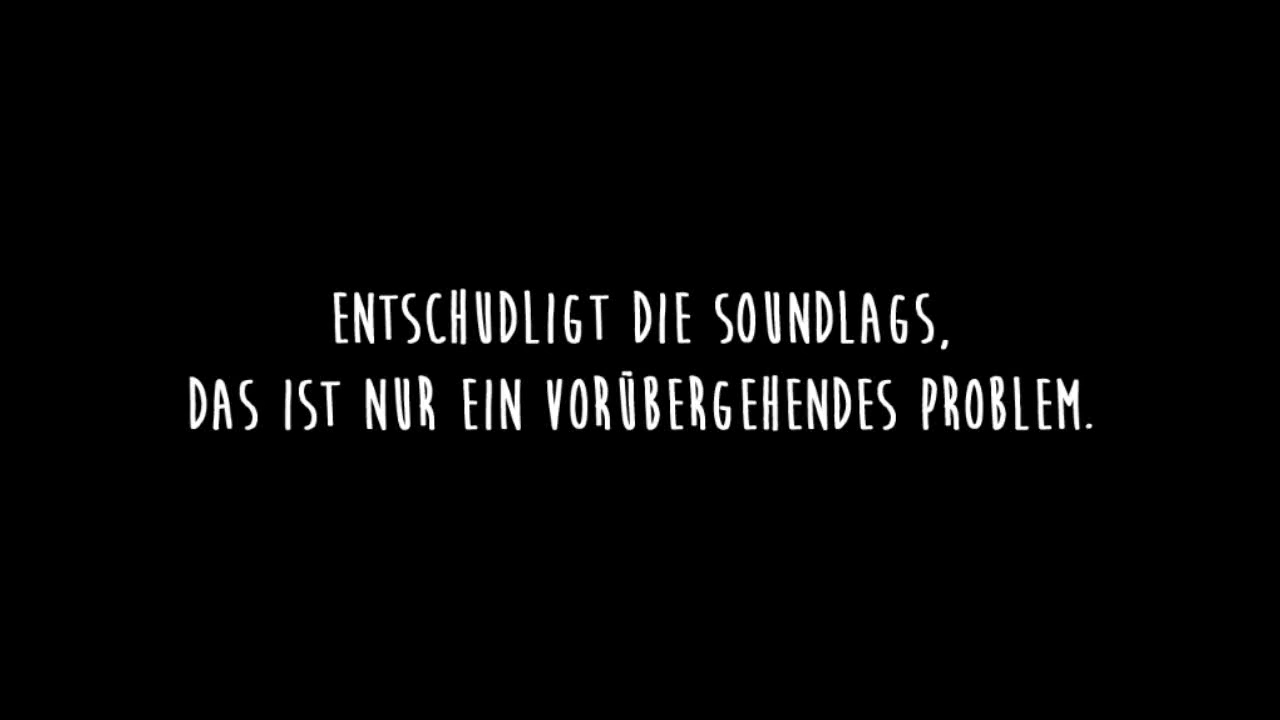 ENTSCHUDLIGT DIE SOUNDLAGS,
DAS IST NUR EIN VORÜBERGEHENDES PROBLEM.